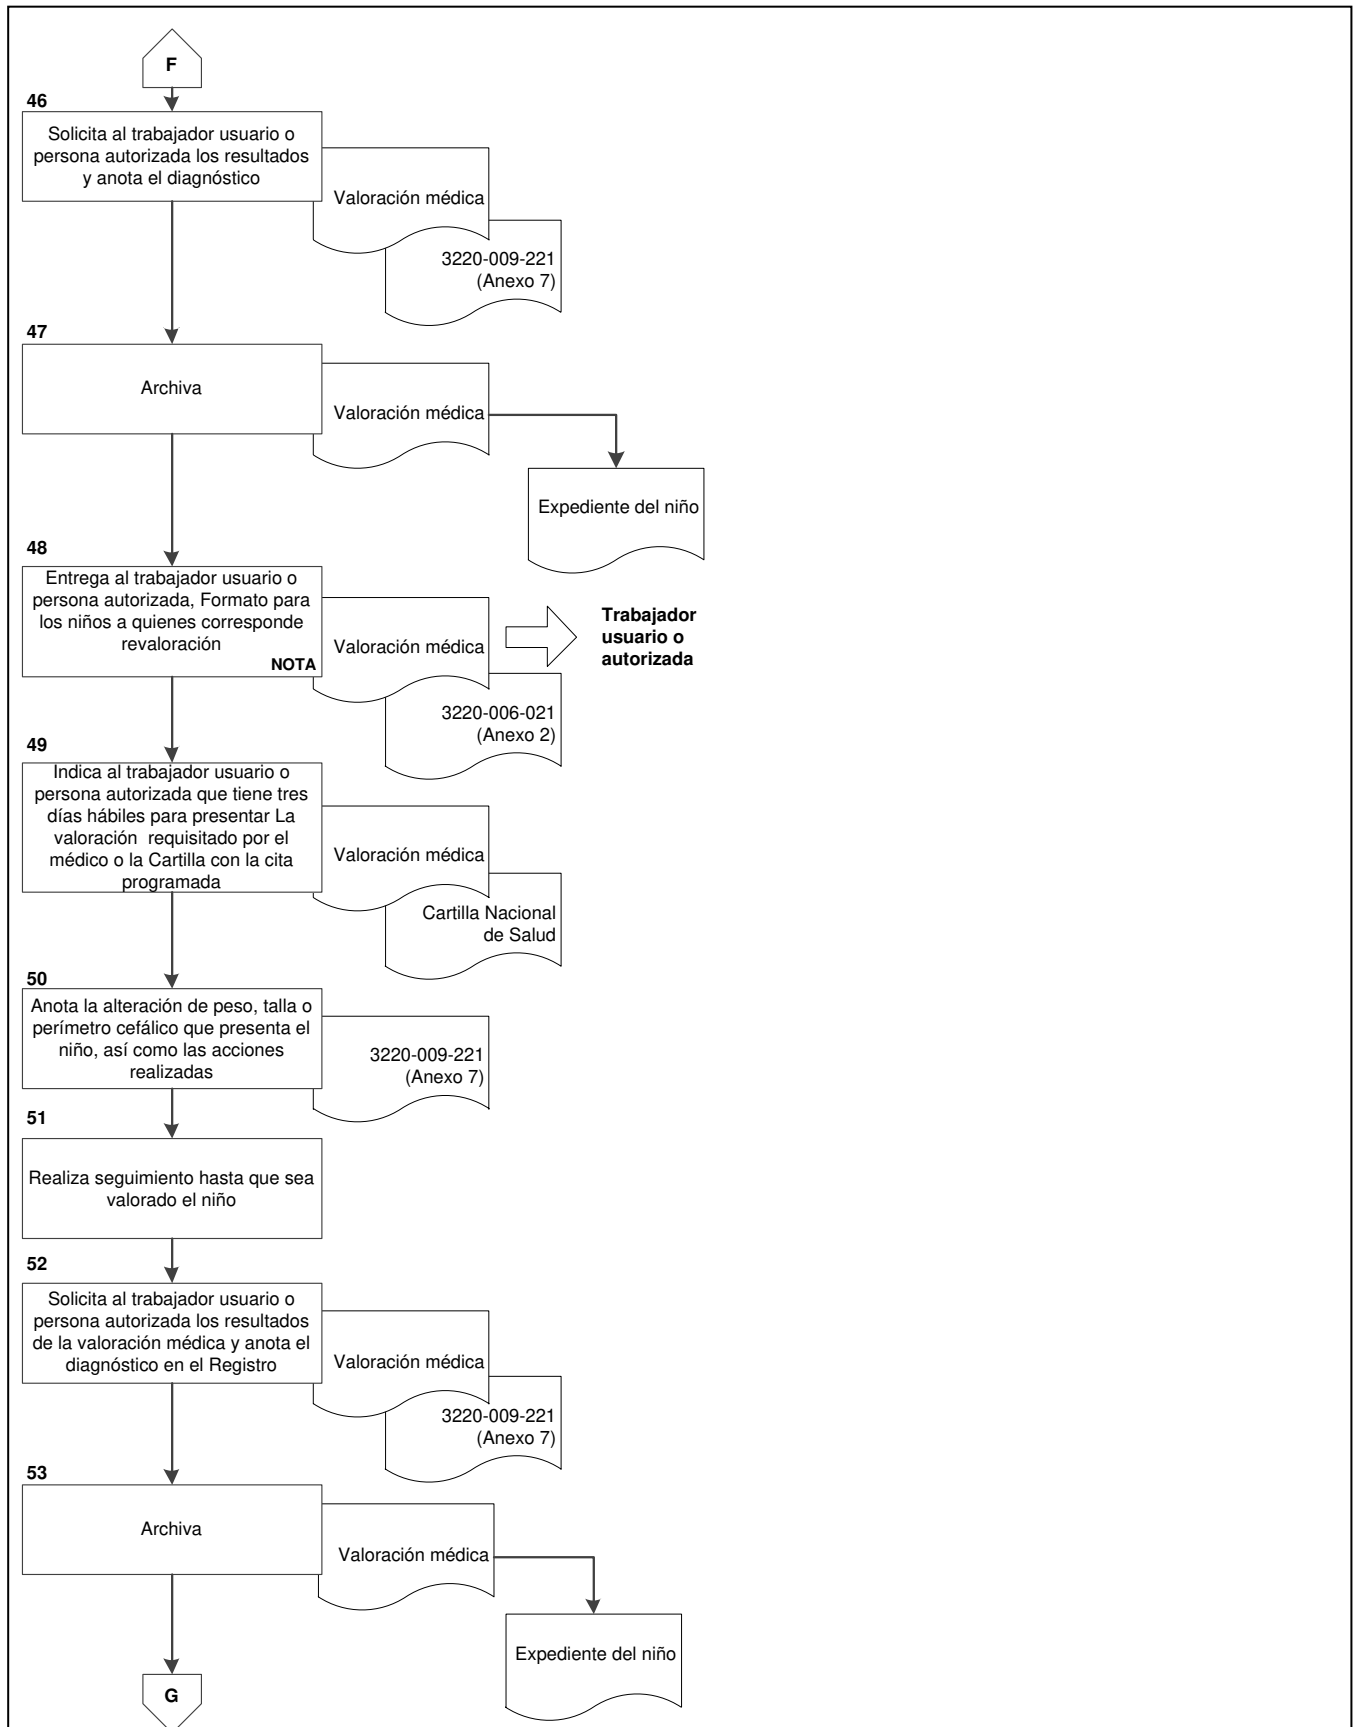 F
46
Solicita al trabajador usuario o
persona autorizada los resultados
y anota el diagnóstico
Valoración médica
3220-009-221
(Anexo 7)
47
Archiva
Valoración médica
Expediente del niño
48
Entrega al trabajador usuario o
persona autorizada, Formato para
los niños a quienes corresponde
revaloración
NOTA
Valoración médica
Trabajador
usuario o
autorizada
3220-006-021
(Anexo 2)
49
Indica al trabajador usuario o
persona autorizada que tiene tres
días hábiles para presentar La
valoración requisitado por el
médico o la Cartilla con la cita
programada
Valoración médica
Cartilla Nacional
de Salud
50
Anota la alteración de peso, talla o
perímetro cefálico que presenta el
niño, así como las acciones
realizadas
3220-009-221
(Anexo 7)
51
Realiza seguimiento hasta que sea
valorado el niño
52
Solicita al trabajador usuario o
persona autorizada los resultados
de la valoración médica y anota el
diagnóstico en el Registro
Valoración médica
3220-009-221
(Anexo 7)
53
Archiva
Valoración médica
Expediente del niño
G